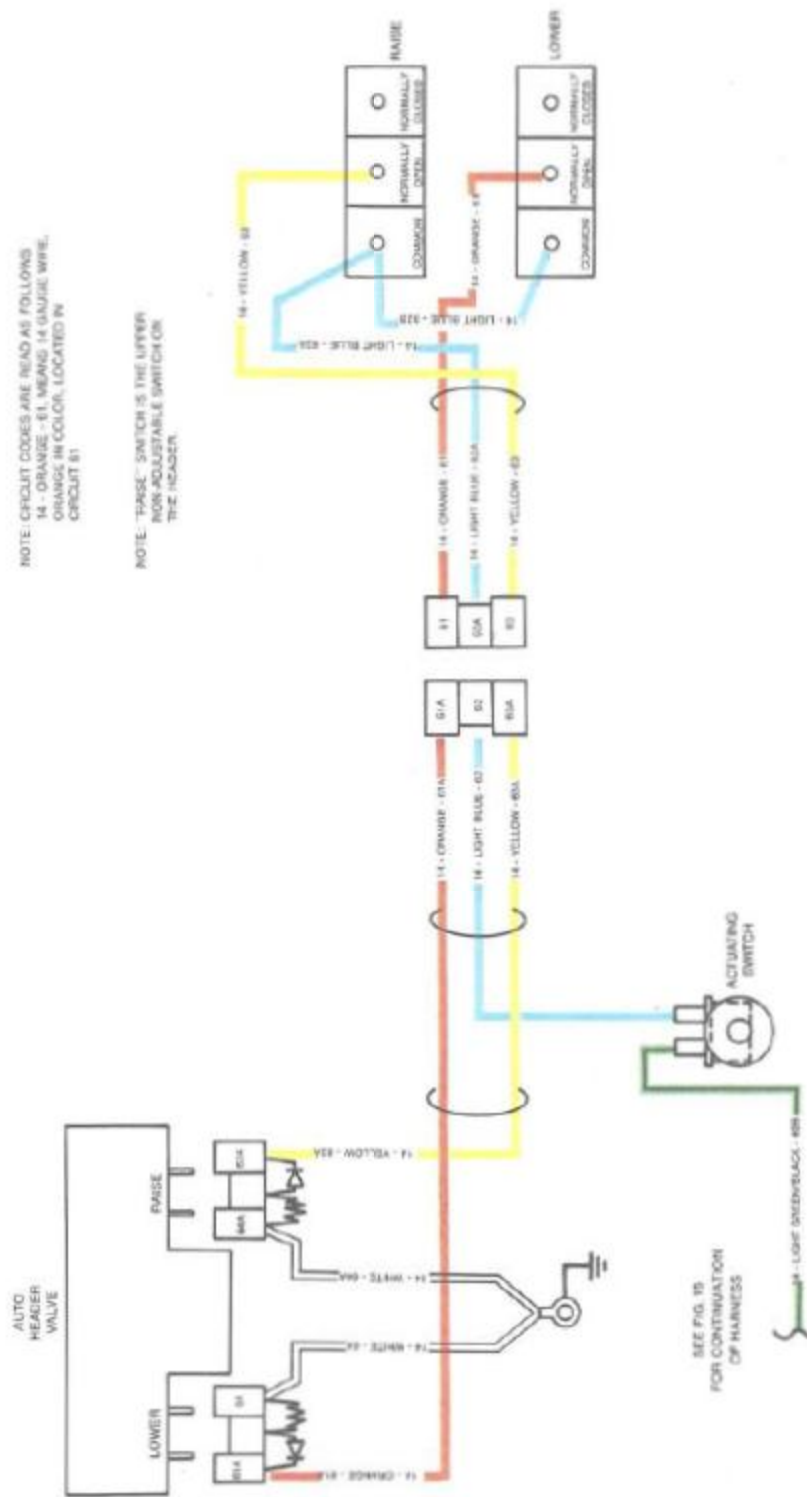 NOTE: CIRCUIT CODES ARE READ AS FOLLOWS
14 - ORANGE - 61, MEANS 14 GAUGE WIRE,
ORANGE IN COLOR, LOCATED IN
CIRCUIT 61
NOTE: "RAISE" SWITCH IS THE UPPER
NON-ADJUSTABLE SWITCH ON
THE HEADER.
AUTO
HEADER
VALVE
LOWER
RAISE
61A
64
64A
63A
14 - ORANGE - 61A
14 - WHITE - 64
14 - WHITE - 64A
14 - YELLOW - 63A
14 - ORANGE - 61A
14 - LIGHT BLUE - 62
14 - YELLOW - 63A
61A
62
63A
61
62A
63
14 - ORANGE - 61
14 - LIGHT BLUE - 62A
14 - YELLOW - 63
14 - YELLOW - 63
14 - LIGHT BLUE - 62A
14 - LIGHT BLUE - 62B
14 - ORANGE - 61
COMMON
NORMALLY
OPEN
NORMALLY
CLOSED
RAISE
COMMON
NORMALLY
OPEN
NORMALLY
CLOSED
LOWER
ACTUATING
SWITCH
SEE FIG. 15
FOR CONTINUATION
OF HARNESS
14 - LIGHT GREEN/BLACK -